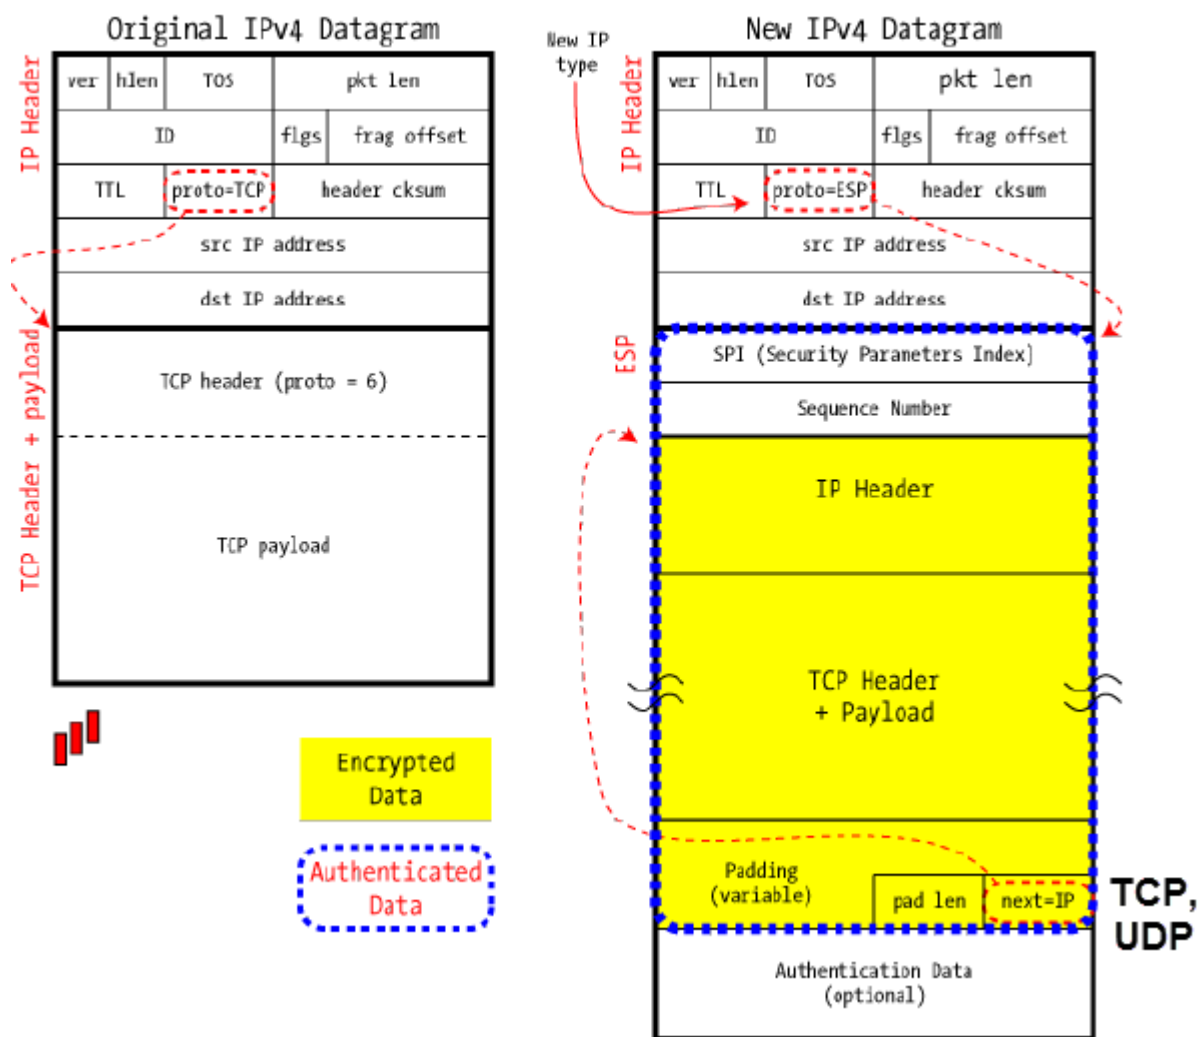 Original IPv4 Datagram
IP Header
ver hlen TOS pkt len
ID flgs frag offset
TTL proto=TCP header cksum
src IP address
dst IP address
TCP Header + payload
TCP header (proto = 6)
TCP payload
Encrypted
Data
Authenticated
Data
New IPv4 Datagram
New IP
type
IP Header
ver hlen TOS pkt len
ID flgs frag offset
TTL proto=ESP header cksum
src IP address
dst IP address
ESP
SPI (Security Parameters Index)
Sequence Number
IP Header
TCP Header
+ Payload
Padding
(variable)
pad len next=IP
TCP,
UDP
Authentication Data
(optional)